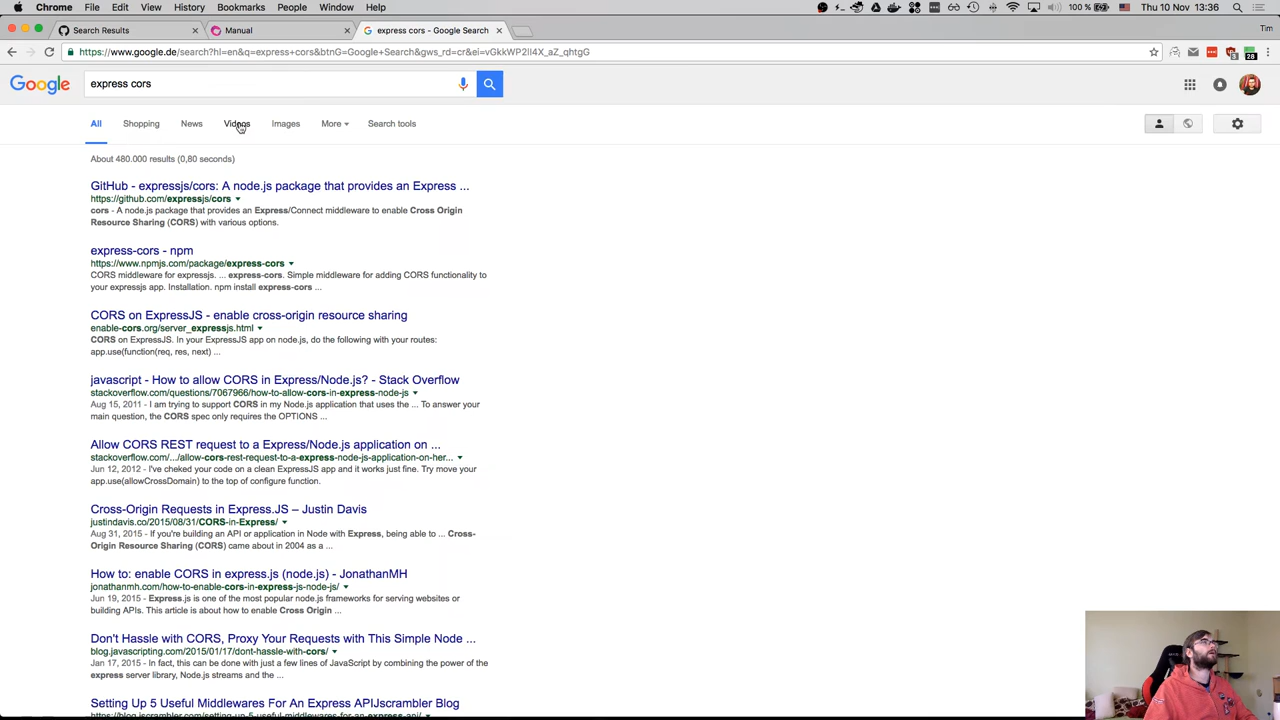 Chrome File Edit View History Bookmarks People Window Help 100 % Thu 10 Nov 13:36
Search Results Manual express cors - Google Search Tim
https://www.google.de/search?hl=en&q=express+cors&btnG=Google+Search&gws_rd=cr&ei=vGkkWP2lI4X_aZ_qhtgG 28
Google express cors
All Shopping News Videos Images More Search tools
About 480.000 results (0,80 seconds)
GitHub - expressjs/cors: A node.js package that provides an Express ...
https://github.com/expressjs/cors
cors - A node.js package that provides an Express/Connect middleware to enable Cross Origin
Resource Sharing (CORS) with various options.
express-cors - npm
https://www.npmjs.com/package/express-cors
CORS middleware for expressjs. ... express-cors. Simple middleware for adding CORS functionality to
your expressjs app. Installation. npm install express-cors ...
CORS on ExpressJS - enable cross-origin resource sharing
enable-cors.org/server_expressjs.html
CORS on ExpressJS. In your ExpressJS app on node.js, do the following with your routes:
app.use(function(req, res, next) ...
javascript - How to allow CORS in Express/Node.js? - Stack Overflow
stackoverflow.com/questions/7067966/how-to-allow-cors-in-express-node-js
Aug 15, 2011 - I am trying to support CORS in my Node.js application that uses the ... To answer your
main question, the CORS spec only requires the OPTIONS ...
Allow CORS REST request to a Express/Node.js application on ...
stackoverflow.com/.../allow-cors-rest-request-to-a-express-node-js-application-on-her...
Jun 12, 2012 - I've cheked your code on a clean ExpressJS app and it works just fine. Try move your
app.use(allowCrossDomain) to the top of configure function.
Cross-Origin Requests in Express.JS – Justin Davis
justindavis.co/2015/08/31/CORS-in-Express/
Aug 31, 2015 - If you're building an API or application in Node with Express, being able to ... Cross-
Origin Resource Sharing (CORS) came about in 2004 as a ...
How to: enable CORS in express.js (node.js) - JonathanMH
jonathanmh.com/how-to-enable-cors-in-express-js-node-js/
Jun 19, 2015 - Express.js is one of the most popular node.js frameworks for serving websites or
building APIs. This article is about how to enable Cross Origin ...
Don't Hassle with CORS, Proxy Your Requests with This Simple Node ...
blog.javascripting.com/2015/01/17/dont-hassle-with-cors/
Jan 17, 2015 - In fact, this can be done with just a few lines of JavaScript by combining the power of the
express server library, Node.js streams and the ...
Setting Up 5 Useful Middlewares For An Express APIJscrambler Blog
https://blog.jscrambler.com/setting-up-5-useful-middlewares-for-an-express-api/